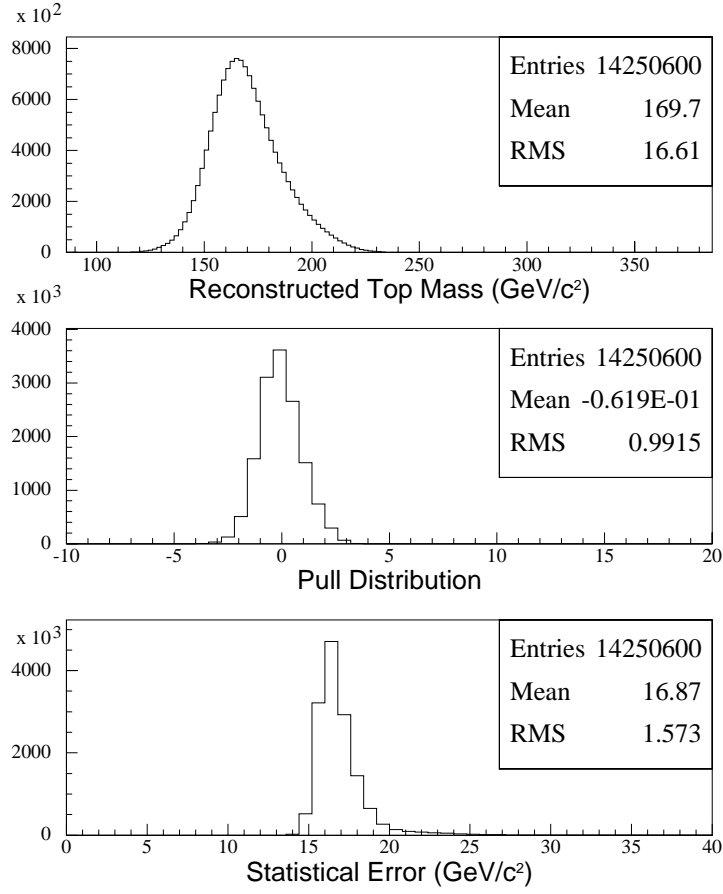 x 10²
8000
6000
4000
2000
0
Entries 14250600
Mean 169.7
RMS 16.61
100 150 200 250 300 350
Reconstructed Top Mass (GeV/c²)
x 10³
4000
3000
2000
1000
0
Entries 14250600
Mean -0.619E-01
RMS 0.9915
-10 -5 0 5 10 15 20
Pull Distribution
x 10³
4000
2000
0
Entries 14250600
Mean 16.87
RMS 1.573
0 5 10 15 20 25 30 35 40
Statistical Error (GeV/c²)